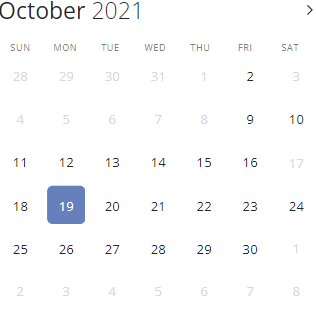 October 2021
SUN MON TUE WED THU FRI SAT
28 29 30 31 1 2 3
4 5 6 7 8 9 10
11 12 13 14 15 16 17
18 19 20 21 22 23 24
25 26 27 28 29 30 1
2 3 4 5 6 7 8